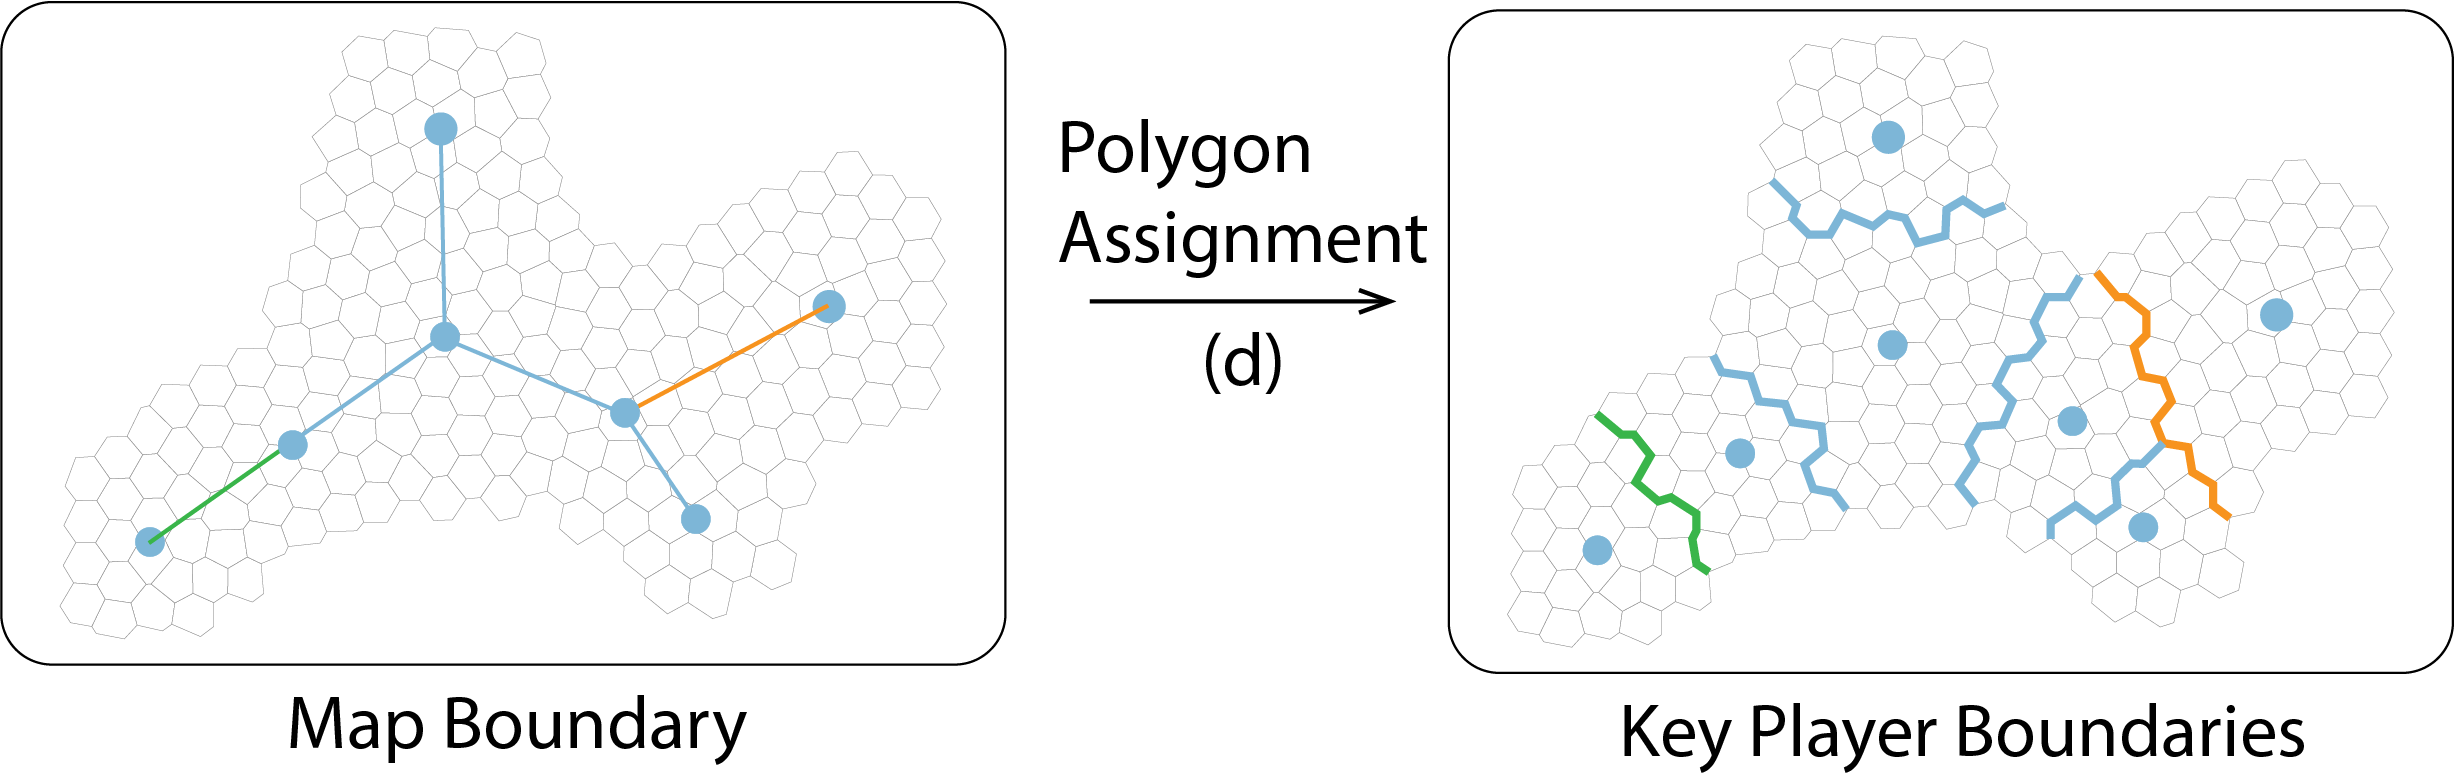 Polygon
Assignment
(d)
Map Boundary
Key Player Boundaries